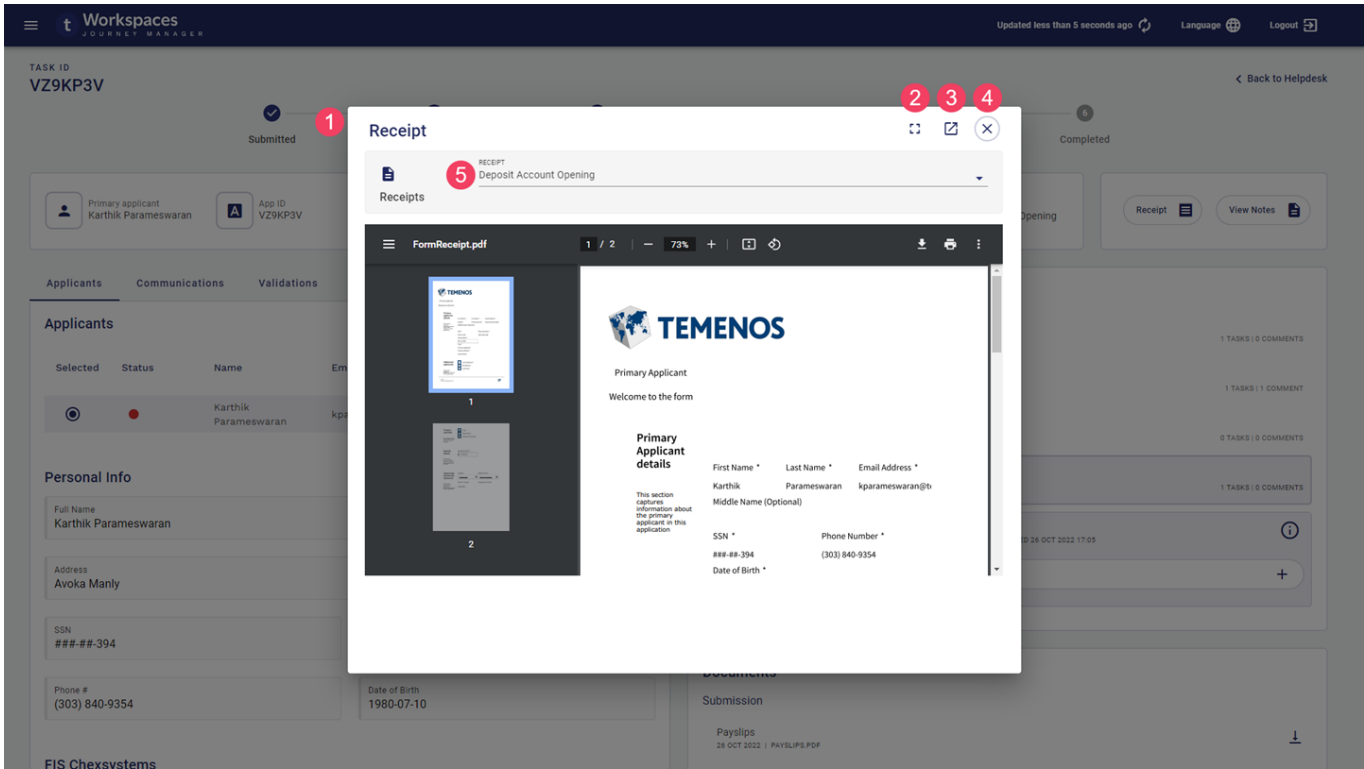 t Workspaces
JOURNEY MANAGER
Updated less than 5 seconds ago
Language
Logout
TASK ID
VZ9KP3V
Back to Helpdesk
Submitted
6
Completed
1
2
3
4
Receipt
5
RECEIPT
Deposit Account Opening
Receipts
Primary applicant
Karthik Parameswaran
A
App ID
VZ9KP3V
Opening
Receipt
View Notes
FormReceipt.pdf
1 / 2
73%
TEMENOS
1
2
TEMENOS
Primary Applicant
Welcome to the form
Primary
Applicant
details
This section
captures
information about
the primary
applicant in this
application
First Name * Last Name * Email Address *
Karthik Parameswaran kparameswaran@t
Middle Name (Optional)
SSN * Phone Number *
###-##-394 (303) 840-9354
Date of Birth *
Applicants Communications Validations
Applicants
Selected Status Name Em
Karthik
Parameswaran
kpa
Personal Info
Full Name
Karthik Parameswaran
Address
Avoka Manly
SSN
###-##-394
Phone #
(303) 840-9354
Date of Birth
1980-07-10
FIS Chexsystems
1 TASKS | 0 COMMENTS
1 TASKS | 1 COMMENT
0 TASKS | 0 COMMENTS
1 TASKS | 0 COMMENTS
D 26 OCT 2022 17:05
Documents
Submission
Payslips
26 OCT 2022 | PAYSLIPS.PDF